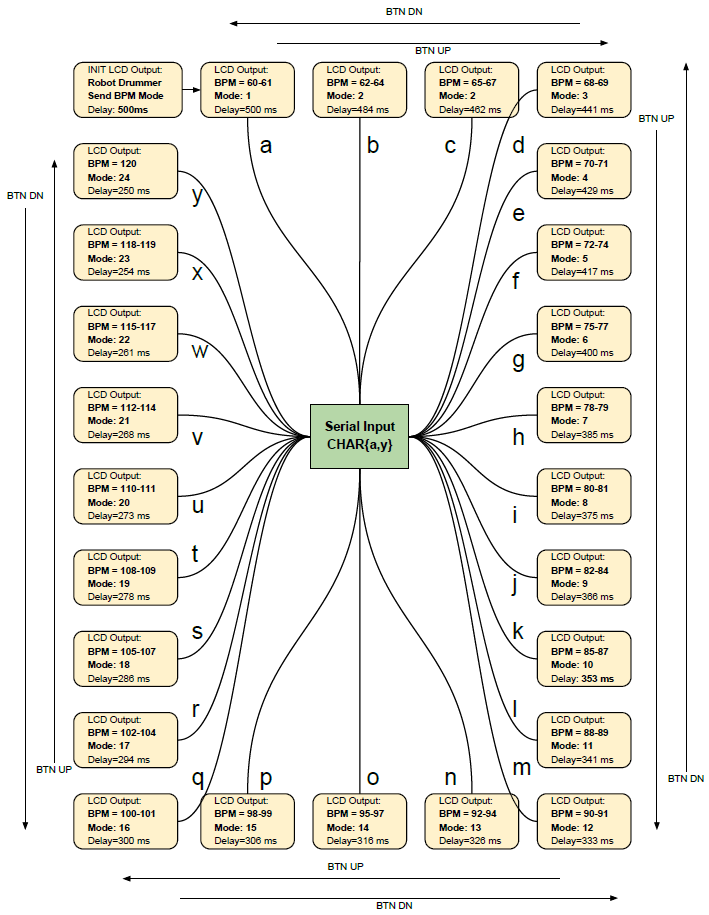 BTN DN
BTN UP
INIT LCD Output:
Robot Drummer
Send BPM Mode
Delay: 500ms
LCD Output:
BPM = 60-61
Mode: 1
Delay=500 ms
LCD Output:
BPM = 62-64
Mode: 2
Delay=484 ms
LCD Output:
BPM = 65-67
Mode: 2
Delay=462 ms
LCD Output:
BPM = 68-69
Mode: 3
Delay=441 ms
BTN UP
a
b
c
d
LCD Output:
BPM = 120
Mode: 24
Delay=250 ms
y
LCD Output:
BPM = 70-71
Mode: 4
Delay=429 ms
e
BTN DN
LCD Output:
BPM = 118-119
Mode: 23
Delay=254 ms
x
LCD Output:
BPM = 72-74
Mode: 5
Delay=417 ms
f
LCD Output:
BPM = 115-117
Mode: 22
Delay=261 ms
w
LCD Output:
BPM = 75-77
Mode: 6
Delay=400 ms
g
LCD Output:
BPM = 112-114
Mode: 21
Delay=268 ms
v
Serial Input
CHAR{a,y}
LCD Output:
BPM = 78-79
Mode: 7
Delay=385 ms
h
LCD Output:
BPM = 110-111
Mode: 20
Delay=273 ms
u
LCD Output:
BPM = 80-81
Mode: 8
Delay=375 ms
i
LCD Output:
BPM = 108-109
Mode: 19
Delay=278 ms
t
LCD Output:
BPM = 82-84
Mode: 9
Delay=366 ms
j
LCD Output:
BPM = 105-107
Mode: 18
Delay=286 ms
s
LCD Output:
BPM = 85-87
Mode: 10
Delay: 353 ms
k
LCD Output:
BPM = 102-104
Mode: 17
Delay=294 ms
r
LCD Output:
BPM = 88-89
Mode: 11
Delay=341 ms
l
BTN UP
q
p
o
n
m
BTN DN
LCD Output:
BPM = 100-101
Mode: 16
Delay=300 ms
LCD Output:
BPM = 98-99
Mode: 15
Delay=306 ms
LCD Output:
BPM = 95-97
Mode: 14
Delay=316 ms
LCD Output:
BPM = 92-94
Mode: 13
Delay=326 ms
LCD Output:
BPM = 90-91
Mode: 12
Delay=333 ms
BTN UP
BTN DN